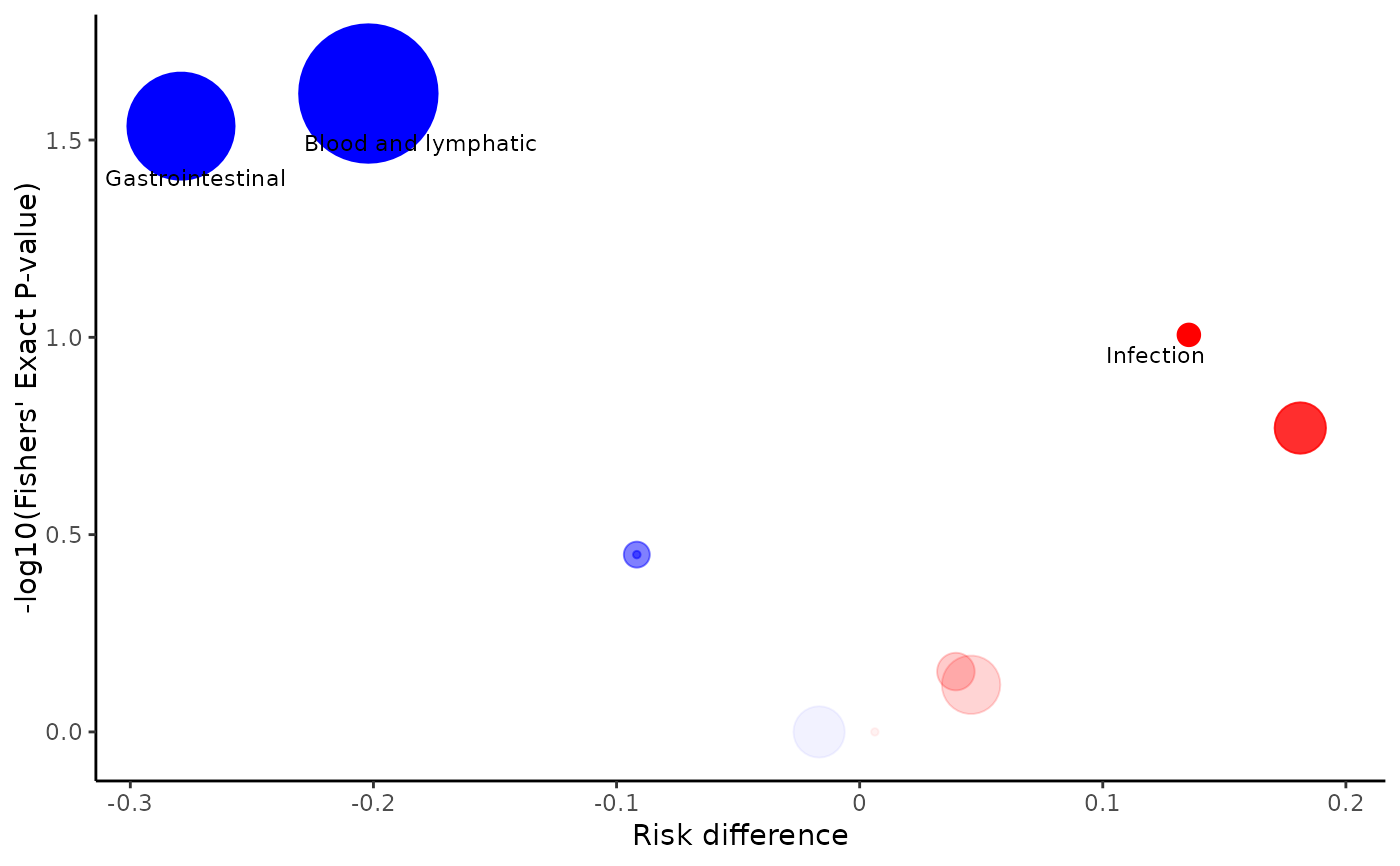 -log10(Fishers' Exact P-value)
1.5
1.0
0.5
0.0
Gastrointestinal
Blood and lymphatic
Infection
-0.3
-0.2
-0.1
0
0.1
0.2
Risk difference